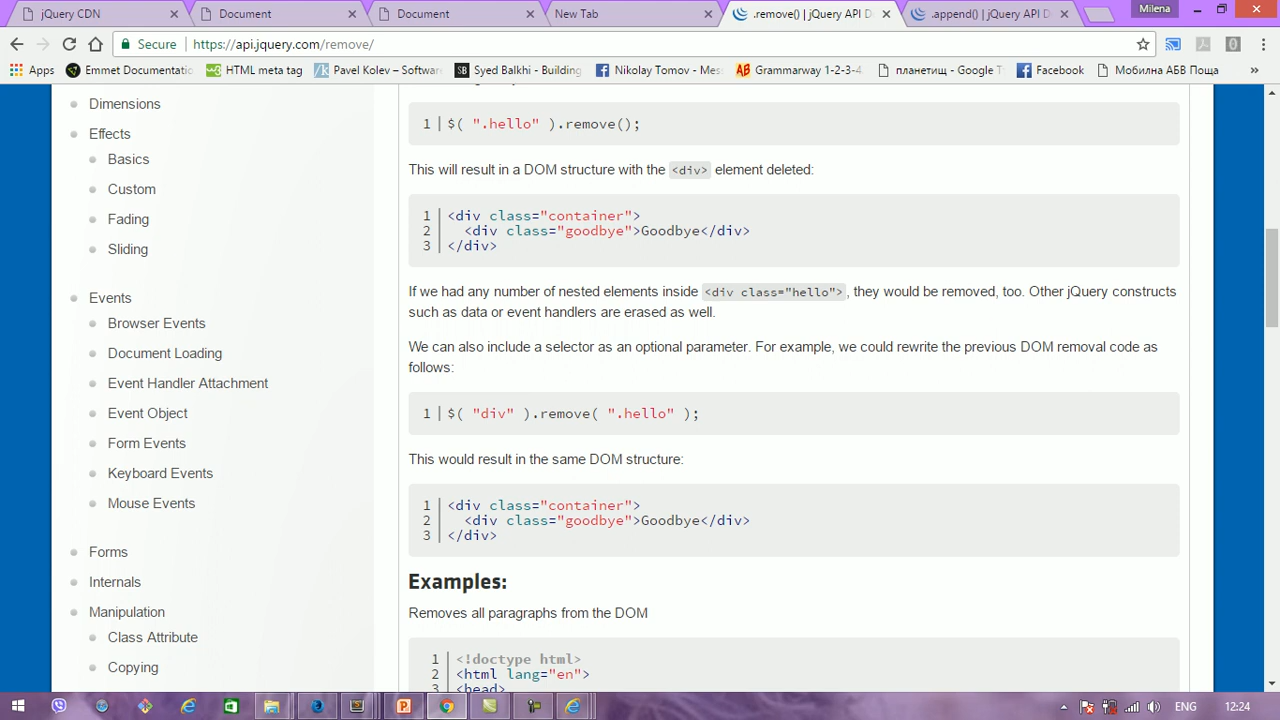 jQuery CDN
Document
Document
New Tab
.remove() | jQuery API D
.append() | jQuery API D
Milena
Secure
https://api.jquery.com/remove/
Apps
Emmet Documentatio
HTML meta tag
Pavel Kolev – Softwar
Syed Balkhi - Building
Nikolay Tomov - Mes
Grammarway 1-2-3-4
планетищ - Google
Facebook
Мобилна АБВ Поща
»
Dimensions
Effects
Basics
Custom
Fading
Sliding
Events
Browser Events
Document Loading
Event Handler Attachment
Event Object
Form Events
Keyboard Events
Mouse Events
Forms
Internals
Manipulation
Class Attribute
Copying
1 $( ".hello" ).remove();
This will result in a DOM structure with the <div> element deleted:
1 <div class="container">
2 <div class="goodbye">Goodbye</div>
3 </div>
If we had any number of nested elements inside <div class="hello">, they would be removed, too. Other jQuery constructs
such as data or event handlers are erased as well.
We can also include a selector as an optional parameter. For example, we could rewrite the previous DOM removal code as
follows:
1 $( "div" ).remove( ".hello" );
This would result in the same DOM structure:
1 <div class="container">
2 <div class="goodbye">Goodbye</div>
3 </div>
Examples:
Removes all paragraphs from the DOM
1 <!doctype html>
2 <html lang="en">
3 <head>
ENG
12:24